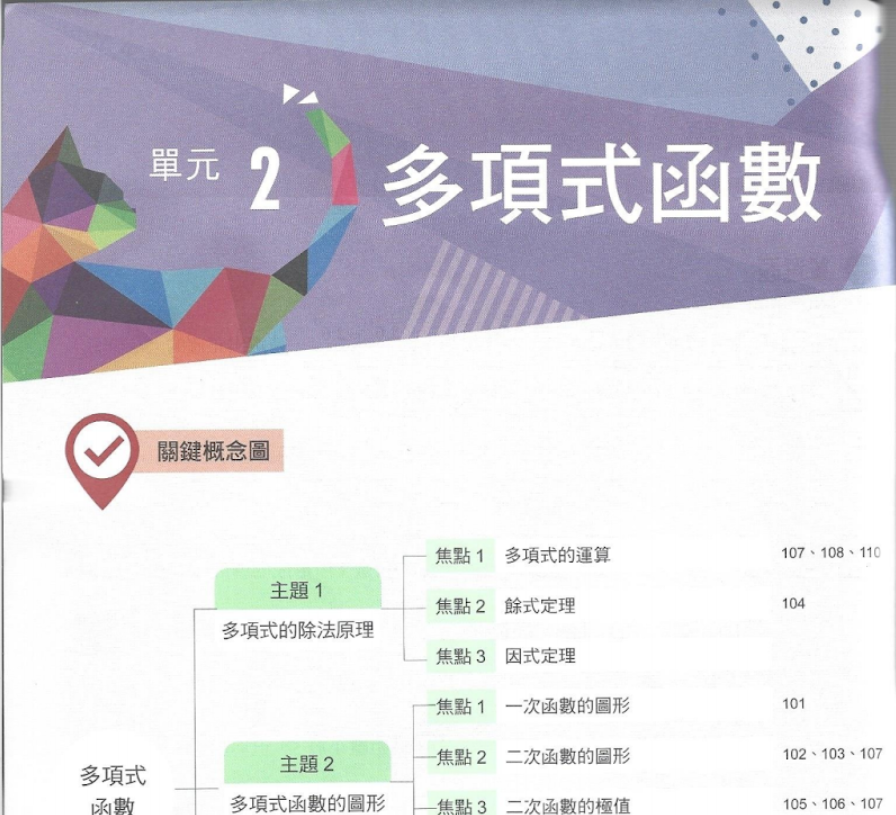 單元 2 多項式函數
關鍵概念圖
焦點 1 多項式的運算 107、108、110
主題 1
焦點 2 餘式定理 104
多項式的除法原理
焦點 3 因式定理
焦點 1 一次函數的圖形 101
焦點 2 二次函數的圖形 102、103、107
主題 2
多項式
函數
多項式函數的圖形
焦點 3 二次函數的極值 105、106、107